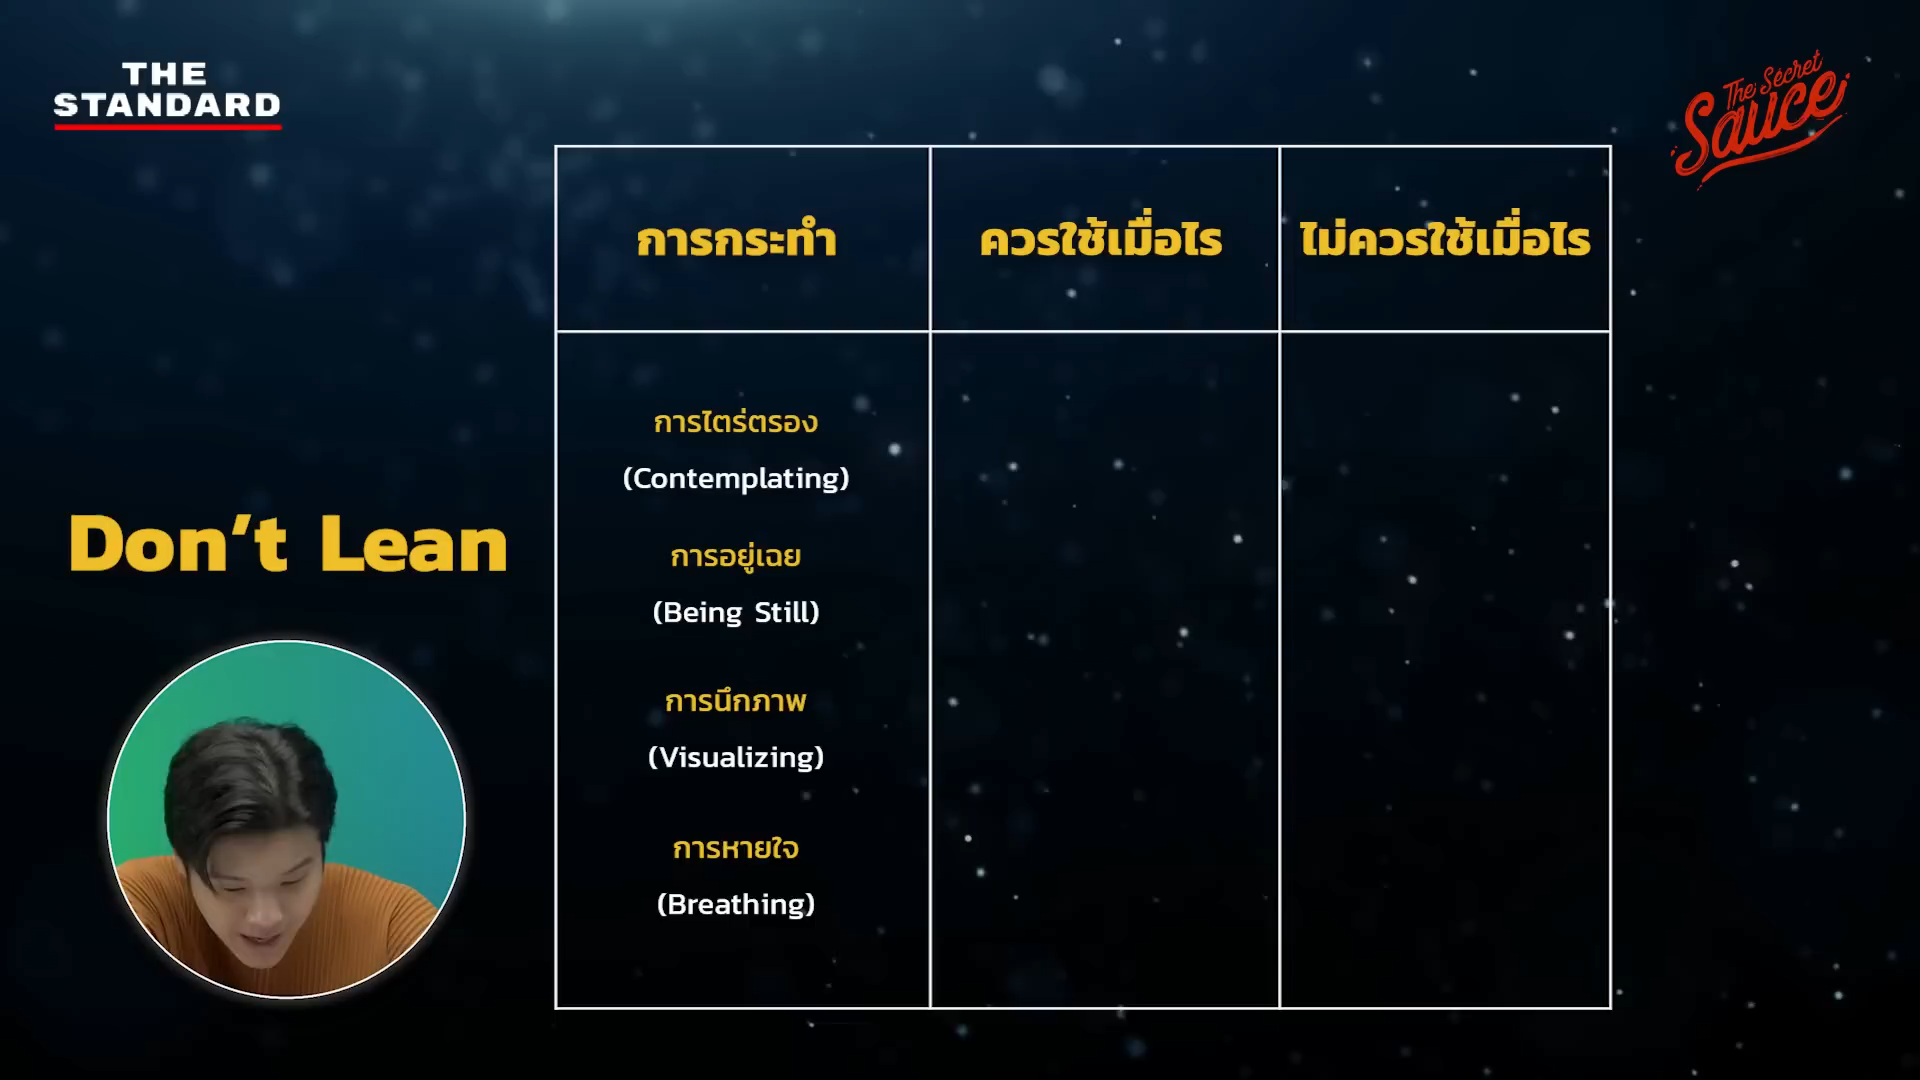 THE
STANDARD
The Secret
Sauce
การกระทำ
ควรใช้เมื่อไร
ไม่ควรใช้เมื่อไร
Don’t Lean
การไตร่ตรอง
(Contemplating)
การอยู่เฉย
(Being Still)
การนึกภาพ
(Visualizing)
การหายใจ
(Breathing)